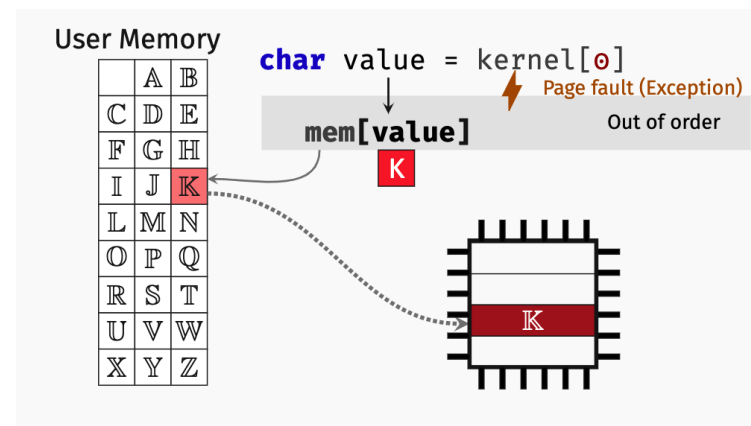 User Memory
𝔸 𝔹
ℂ 𝔻 𝔼
𝔽 𝔾 ℍ
𝕀 𝕁 𝕂
𝕃 𝕄 ℕ
𝕆 ℙ ℚ
ℝ 𝕊 𝕋
𝕌 𝕍 𝕎
𝕏 𝕐 ℤ
char value = kernel[0]
Page fault (Exception)
Out of order
mem[value]
K
𝕂